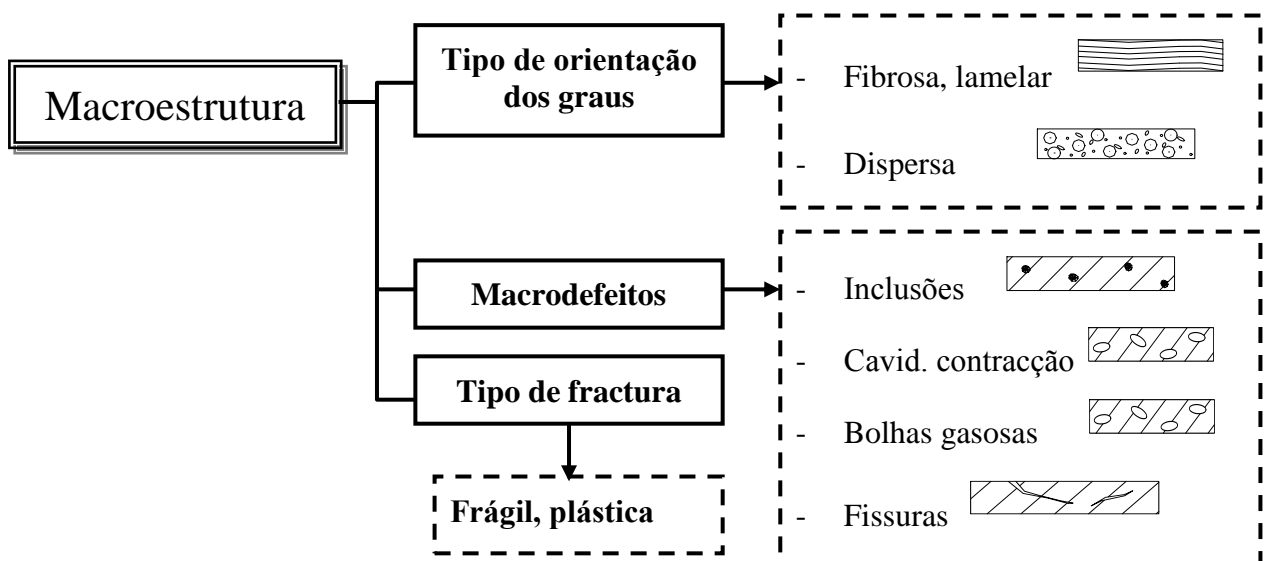 Macroestrutura
Tipo de orientação
dos graus
- Fibrosa, lamelar
- Dispersa
Macrodefeitos
- Inclusões
- Cavid. contracção
- Bolhas gasosas
- Fissuras
Tipo de fractura
Frágil, plástica